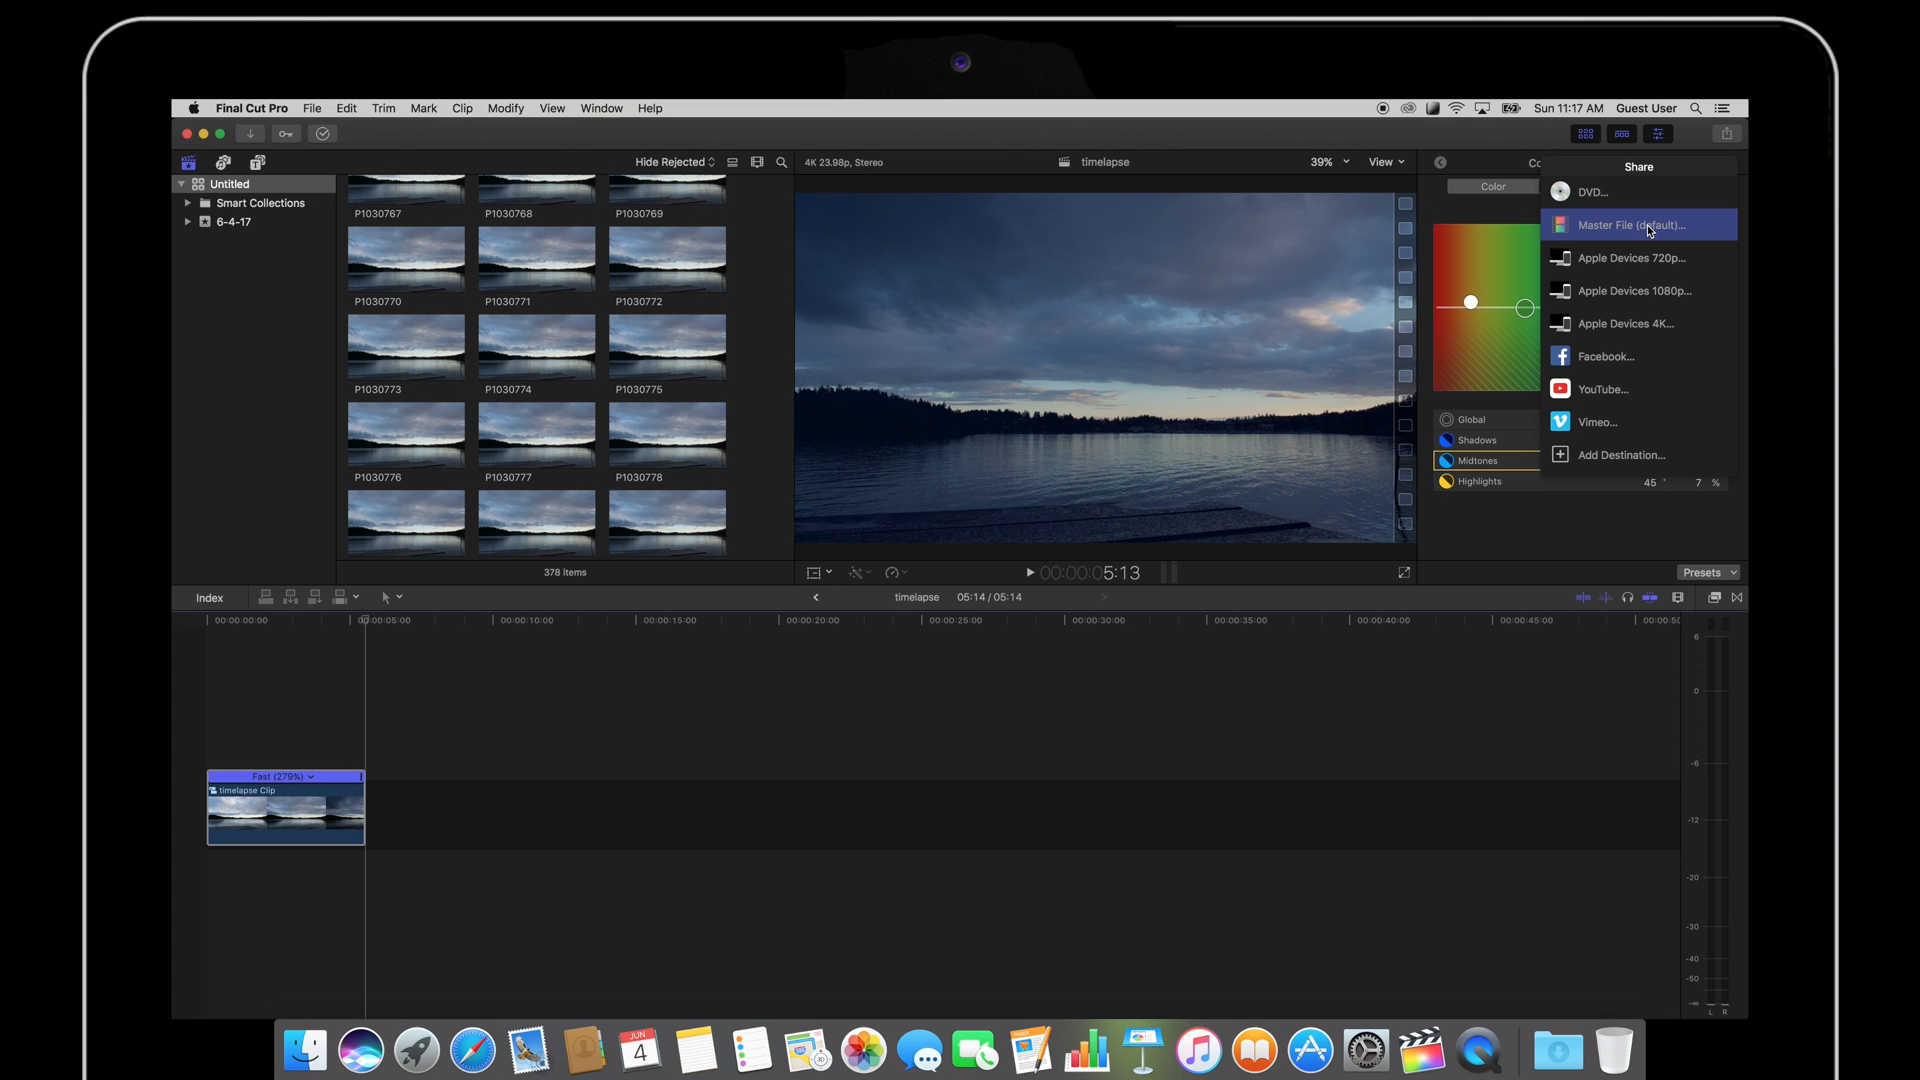 Final Cut Pro File Edit Trim Mark Clip Modify View Window Help
Sun 11:17 AM Guest User
Hide Rejected
4K 23.98p, Stereo
timelapse
39%
View
Untitled
Smart Collections
6-4-17
P1030767 P1030768 P1030769
P1030770 P1030771 P1030772
P1030773 P1030774 P1030775
P1030776 P1030777 P1030778
378 items
00:00:00:05:13
Color
Share
DVD...
Master File (default)...
Apple Devices 720p...
Apple Devices 1080p...
Apple Devices 4K...
Facebook...
YouTube...
Vimeo...
Add Destination...
Global
Shadows
Midtones
Highlights
45 ° 7 %
Presets
Index
timelapse 05:14 / 05:14
00:00:00:00 00:00:05:00 00:00:10:00 00:00:15:00 00:00:20:00 00:00:25:00 00:00:30:00 00:00:35:00 00:00:40:00 00:00:45:00
Fast (279%)
timelapse Clip
6
0
-6
-12
-20
-30
-40
-50
-∞
L R
JUN
4
3D